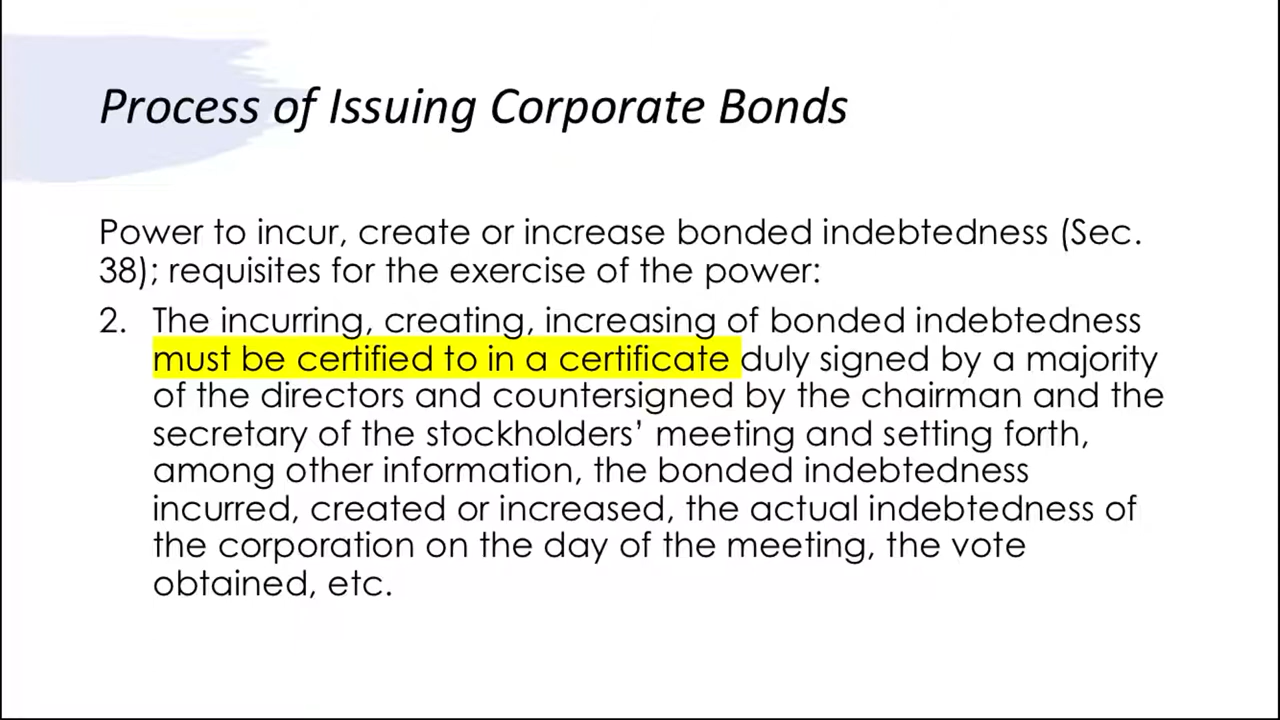 Process of Issuing Corporate Bonds
Power to incur, create or increase bonded indebtedness (Sec.
38); requisites for the exercise of the power:
2. The incurring, creating, increasing of bonded indebtedness
must be certified to in a certificate duly signed by a majority
of the directors and countersigned by the chairman and the
secretary of the stockholders’ meeting and setting forth,
among other information, the bonded indebtedness
incurred, created or increased, the actual indebtedness of
the corporation on the day of the meeting, the vote
obtained, etc.